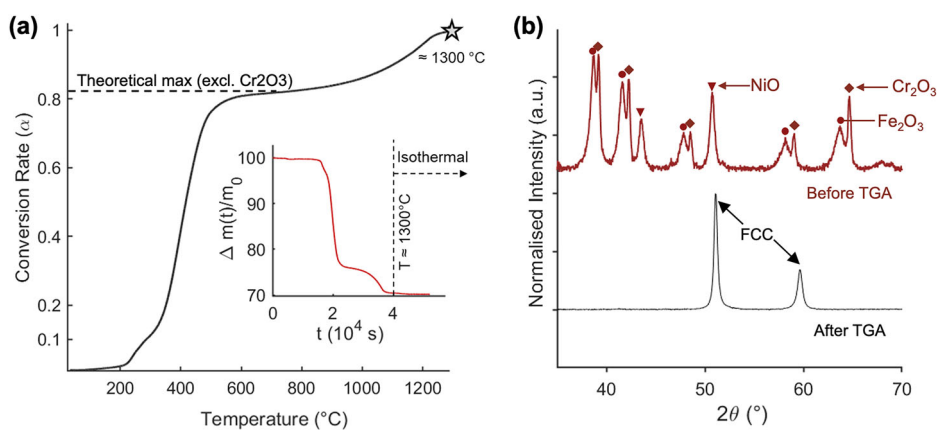 (a)
Conversion Rate (α)
1
0.8
0.6
0.4
0.2
0.1
Theoretical max (excl. Cr2O3)
≈ 1300 °C
Δ m(t)/m0
100
90
80
70
Isothermal
T ≈ 1300°C
0 2 4
t (10⁴ s)
200 400 600 800 1000 1200
Temperature (°C)
(b)
Normalised Intensity (a.u.)
NiO
Cr₂O₃
Fe₂O₃
Before TGA
FCC
After TGA
40 50 60 70
2θ (°)